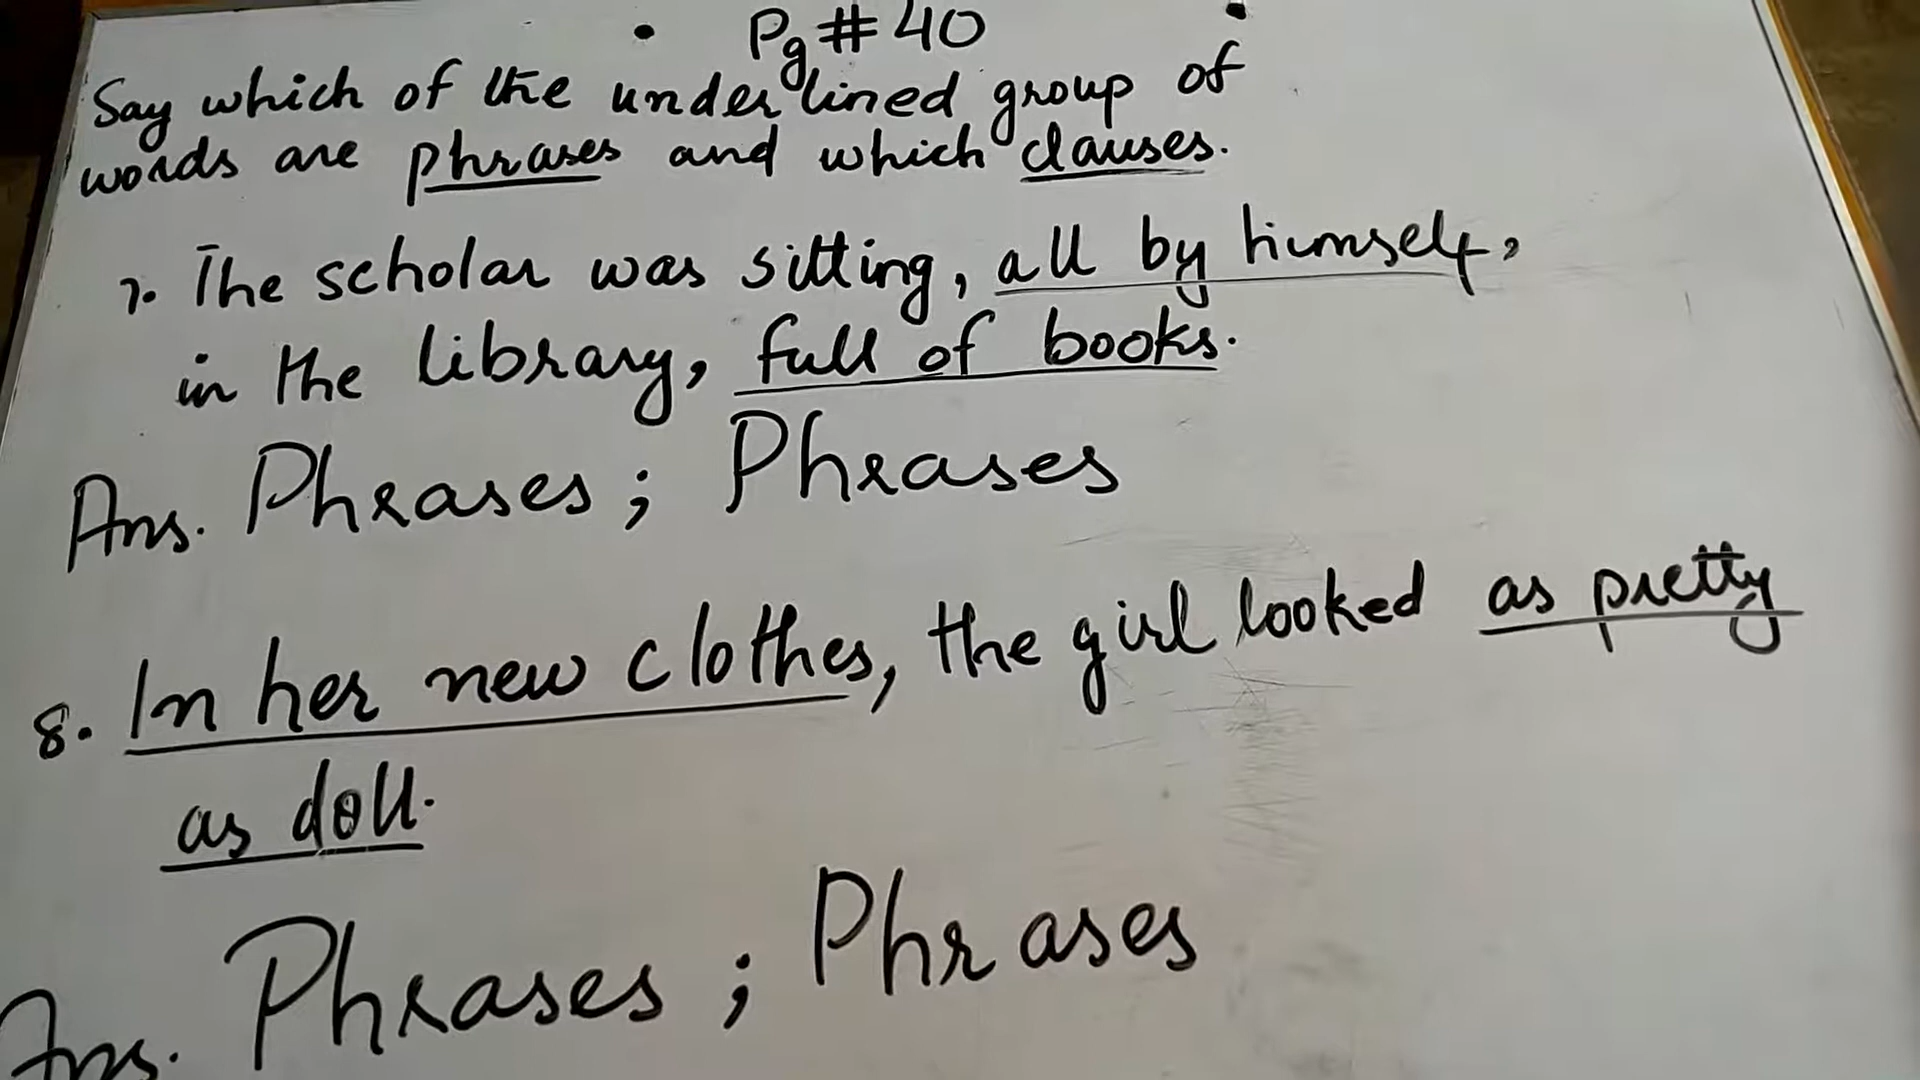 Pg # 40
Say which of the underlined group of
words are phrases and which clauses.
7. The scholar was sitting, all by himself,
in the library, full of books.
Ans. Phrases ; Phrases
8. In her new clothes, the girl looked as pretty
as doll.
Ans. Phrases ; Phrases